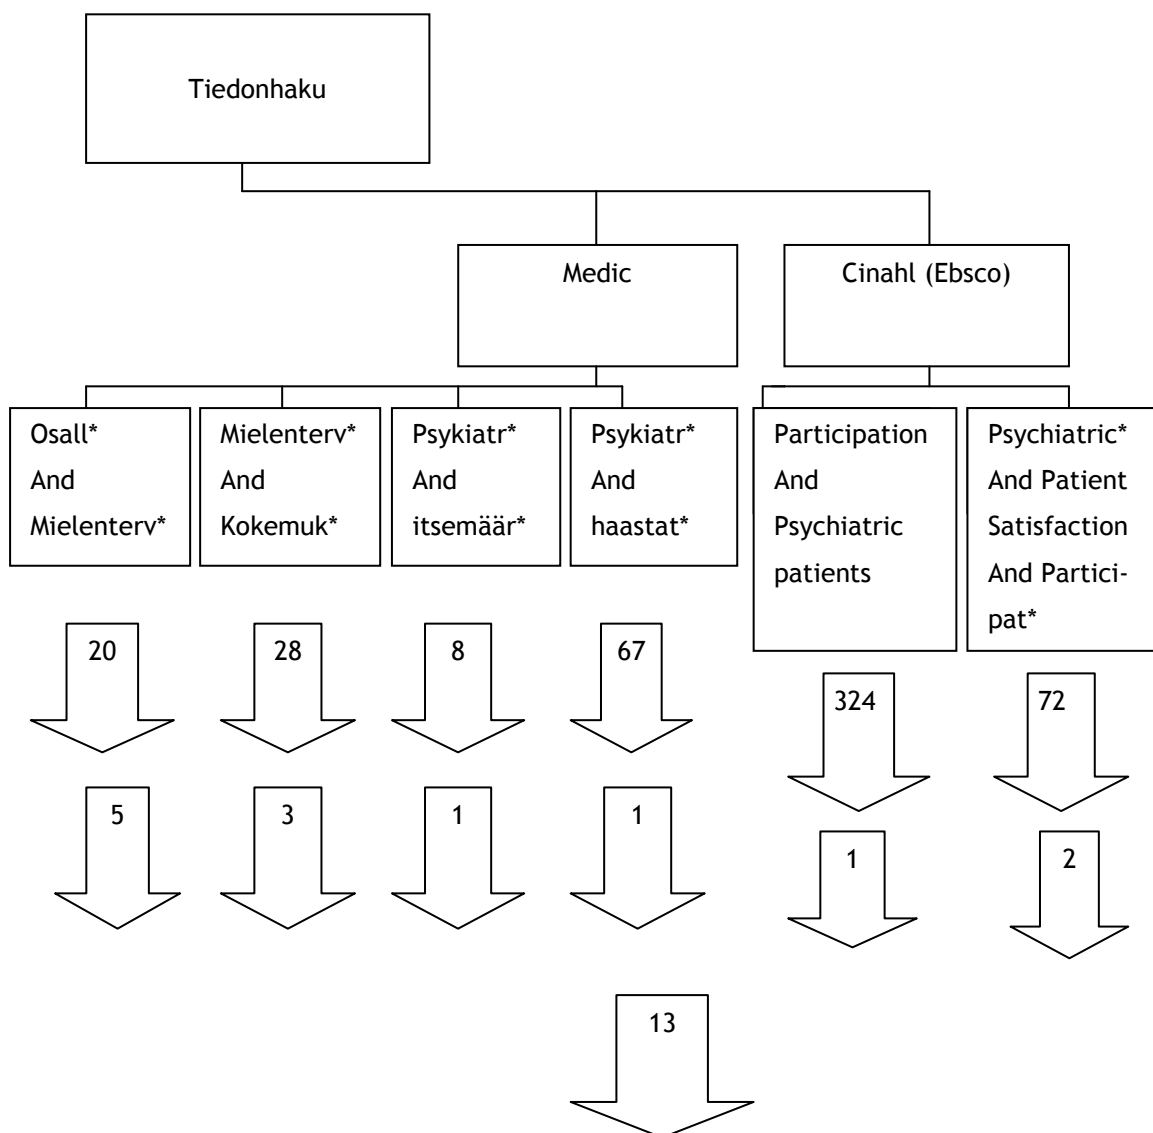 Tiedonhaku
Medic
Cinahl (Ebsco)
Osall*
And
Mielenterv*
Mielenterv*
And
Kokemuk*
Psykiatr*
And
itsemäär*
Psykiatr*
And
haastat*
Participation
And
Psychiatric
patients
Psychiatric*
And Patient
Satisfaction
And Partici-
pat*
20
28
8
67
324
72
5
3
1
1
1
2
13